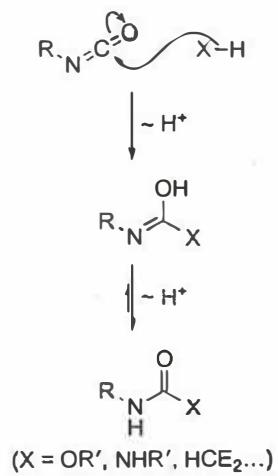 R N=C=O X–H
~ H⁺
OH
R N X
~ H⁺
O
R N X
H
(X = OR′, NHR′, HCE₂...)